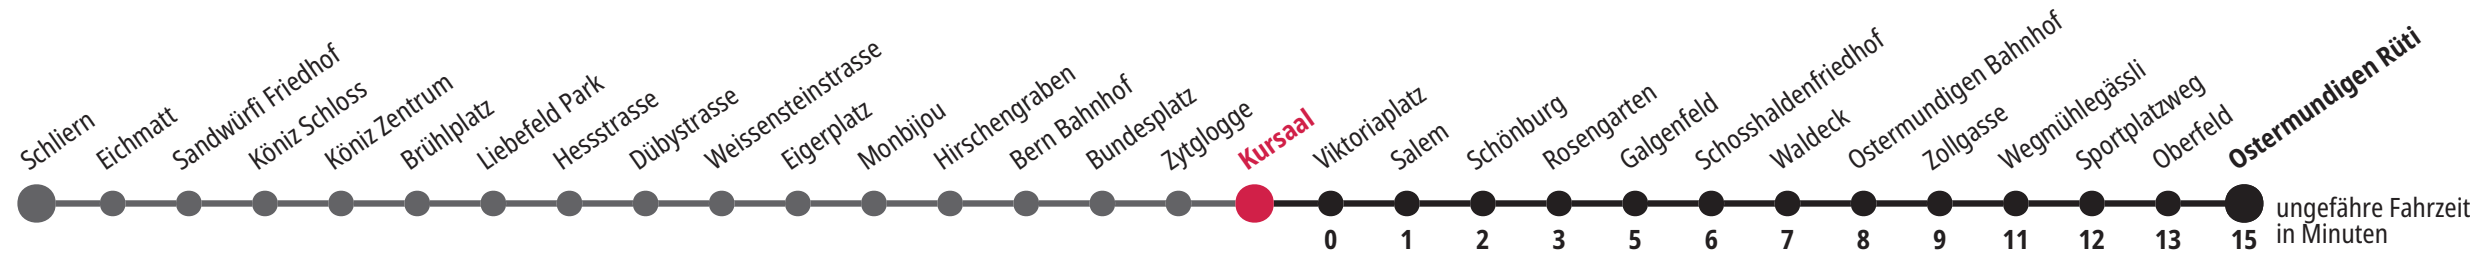 Schliern
Eichmatt
Sandwürfi Friedhof
Köniz Schloss
Köniz Zentrum
Brühlplatz
Liebefeld Park
Hessstrasse
Dübystrasse
Weissensteinstrasse
Eigerplatz
Monbijou
Hirschengraben
Bern Bahnhof
Bundesplatz
Zytglogge
Kursaal
Viktoriaplatz
Salem
Schönburg
Rosengarten
Galgenfeld
Schosshaldenfriedhof
Waldeck
Ostermundigen Bahnhof
Zollgasse
Wegmühlegässli
Sportplatzweg
Oberfeld
Ostermundigen Rüti
0 1 2 3 5 6 7 8 9 11 12 13 15
ungefähre Fahrzeit
in Minuten